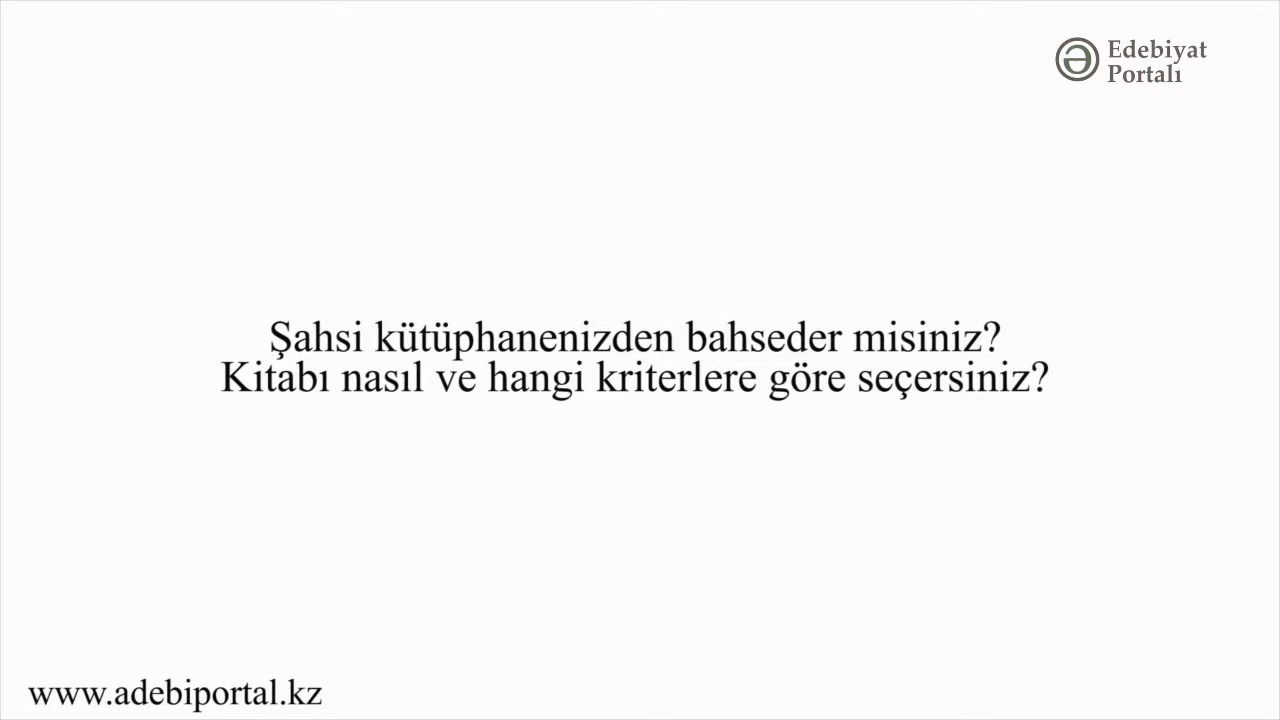 Edebiyat
Portalı
Şahsi kütüphanenizden bahseder misiniz?
Kitabı nasıl ve hangi kriterlere göre seçersiniz?
www.adebiportal.kz